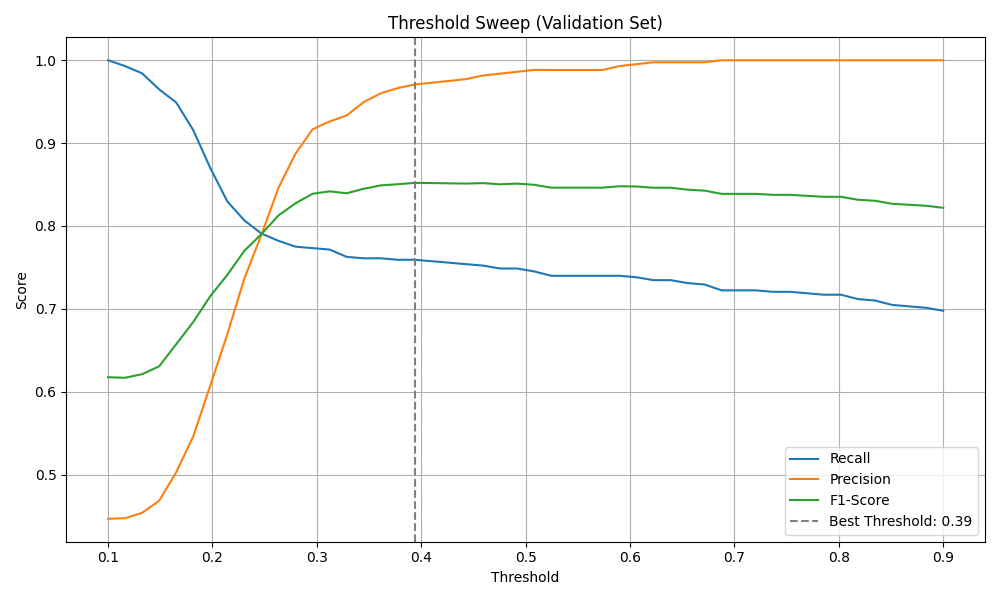 Threshold Sweep (Validation Set)
Score
1.0
0.9
0.8
0.7
0.6
0.5
0.1 0.2 0.3 0.4 0.5 0.6 0.7 0.8 0.9
Threshold
Recall
Precision
F1-Score
Best Threshold: 0.39